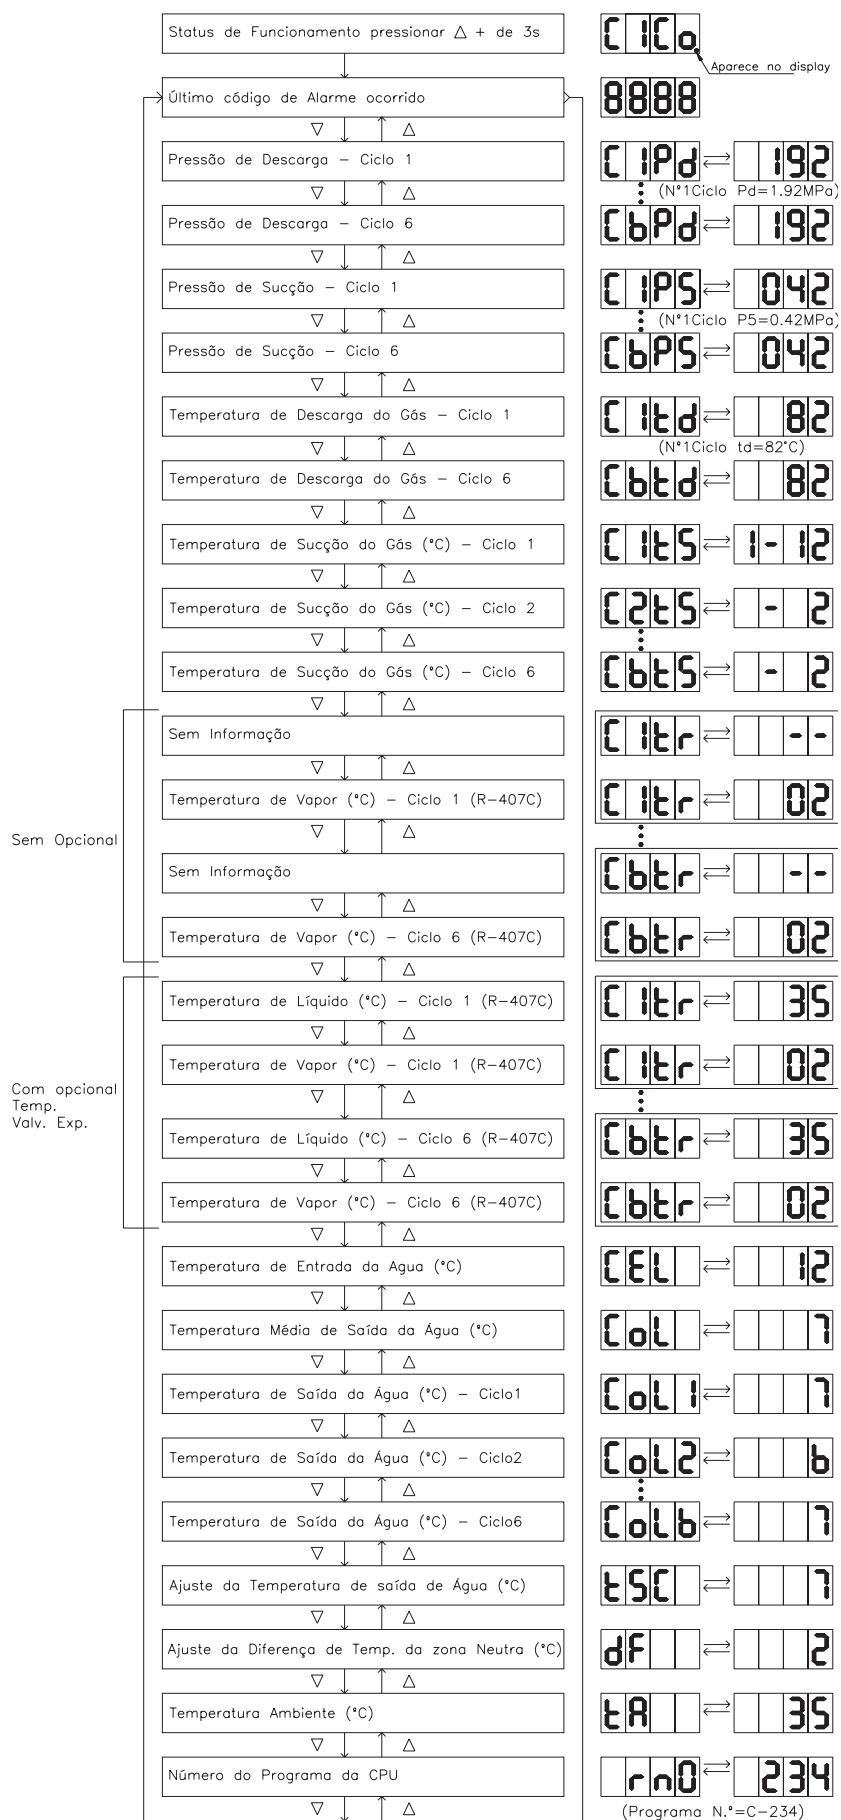 Status de Funcionamento pressionar △ + de 3s
C1Co.
Aparece no display
Último código de Alarme ocorrido
8888
▽ △
Pressão de Descarga – Ciclo 1
C1Pd ⇄ 192
(N°1Ciclo Pd=1.92MPa)
▽ △
Pressão de Descarga – Ciclo 6
C6Pd ⇄ 192
▽ △
Pressão de Sucção – Ciclo 1
C1PS ⇄ 042
(N°1Ciclo P5=0.42MPa)
▽ △
Pressão de Sucção – Ciclo 6
C6PS ⇄ 042
▽ △
Temperatura de Descarga do Gás – Ciclo 1
C1td ⇄ 82
(N°1Ciclo td=82°C)
▽ △
Temperatura de Descarga do Gás – Ciclo 6
C6td ⇄ 82
▽ △
Temperatura de Sucção do Gás (°C) – Ciclo 1
C1tS ⇄ 1-12
▽ △
Temperatura de Sucção do Gás (°C) – Ciclo 2
C2tS ⇄ - 2
▽ △
Temperatura de Sucção do Gás (°C) – Ciclo 6
C6tS ⇄ - 2
▽ △
Sem Opcional
Sem Informação
C1tr ⇄ --
▽ △
Temperatura de Vapor (°C) – Ciclo 1 (R–407C)
C1tr ⇄ 02
▽ △
Sem Informação
C6tr ⇄ --
▽ △
Temperatura de Vapor (°C) – Ciclo 6 (R–407C)
C6tr ⇄ 02
▽ △
Com opcional
Temp.
Valv. Exp.
Temperatura de Líquido (°C) – Ciclo 1 (R–407C)
C1tr ⇄ 35
▽ △
Temperatura de Vapor (°C) – Ciclo 1 (R–407C)
C1tr ⇄ 02
▽ △
Temperatura de Líquido (°C) – Ciclo 6 (R–407C)
C6tr ⇄ 35
▽ △
Temperatura de Vapor (°C) – Ciclo 6 (R–407C)
C6tr ⇄ 02
▽ △
Temperatura de Entrada da Agua (°C)
CEL ⇄ 12
▽ △
Temperatura Média de Saída da Água (°C)
CoL ⇄ 7
▽ △
Temperatura de Saída da Água (°C) – Ciclo1
CoL1 ⇄ 7
▽ △
Temperatura de Saída da Água (°C) – Ciclo2
CoL2 ⇄ 6
▽ △
Temperatura de Saída da Água (°C) – Ciclo6
CoL6 ⇄ 7
▽ △
Ajuste da Temperatura de saída de Água (°C)
tSC ⇄ 7
▽ △
Ajuste da Diferença de Temp. da zona Neutra (°C)
dF ⇄ 2
▽ △
Temperatura Ambiente (°C)
tA ⇄ 35
▽ △
Número do Programa da CPU
rn0 ⇄ 234
(Programa N.°=C–234)
▽ △